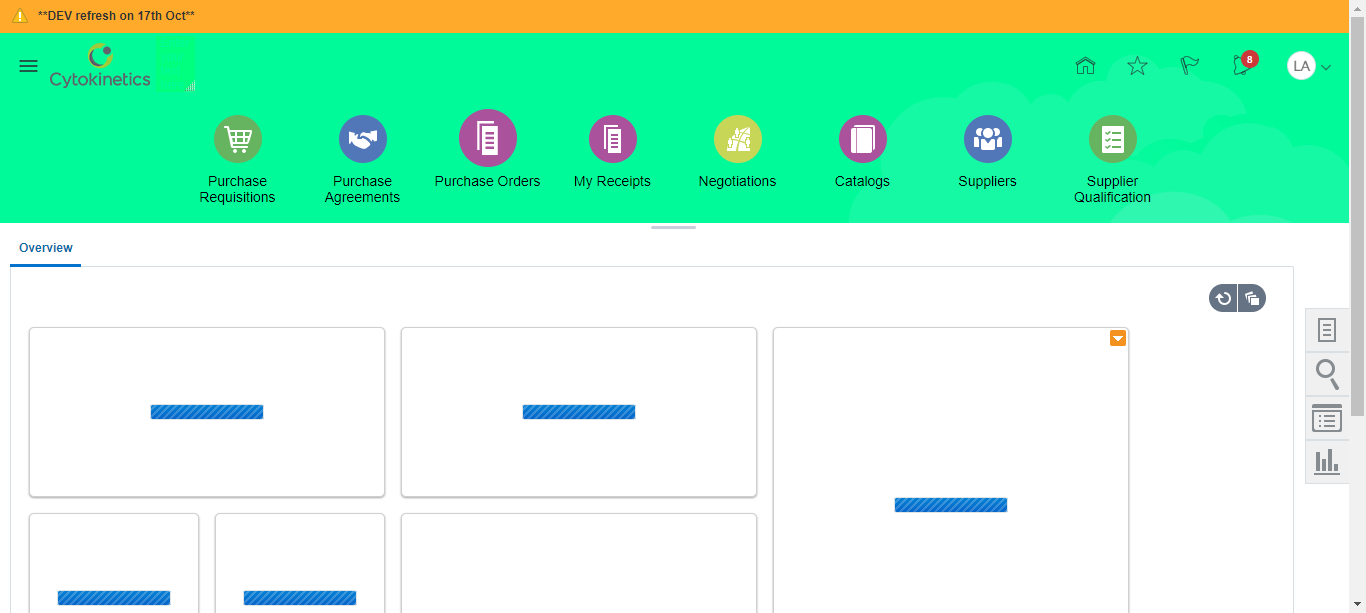 **DEV refresh on 17th Oct**
Cytokinetics
8
LA
Purchase
Requisitions
Purchase
Agreements
Purchase Orders
My Receipts
Negotiations
Catalogs
Suppliers
Supplier
Qualification
Overview